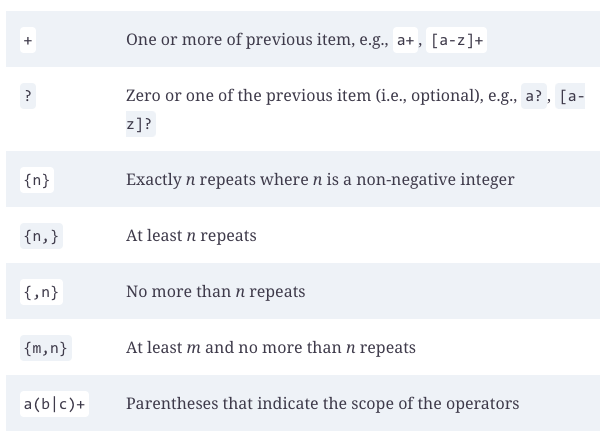 + One or more of previous item, e.g., a+, [a-z]+
? Zero or one of the previous item (i.e., optional), e.g., a?, [a-
z]?
{n} Exactly n repeats where n is a non-negative integer
{n,} At least n repeats
{,n} No more than n repeats
{m,n} At least m and no more than n repeats
a(b|c)+ Parentheses that indicate the scope of the operators